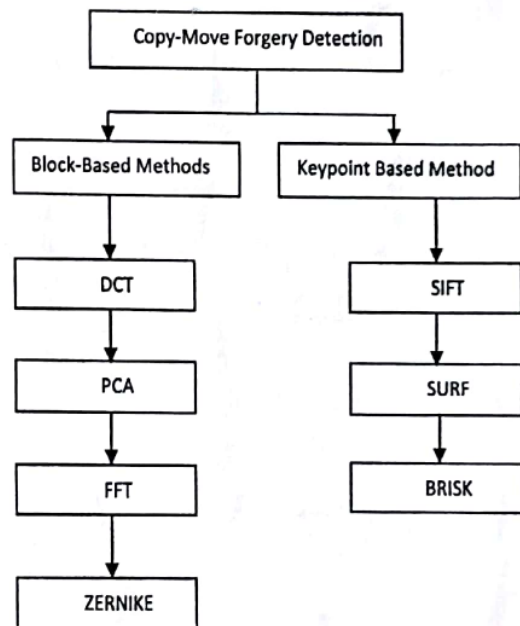 Copy-Move Forgery Detection
Block-Based Methods
Keypoint Based Method
DCT
SIFT
PCA
SURF
FFT
BRISK
ZERNIKE